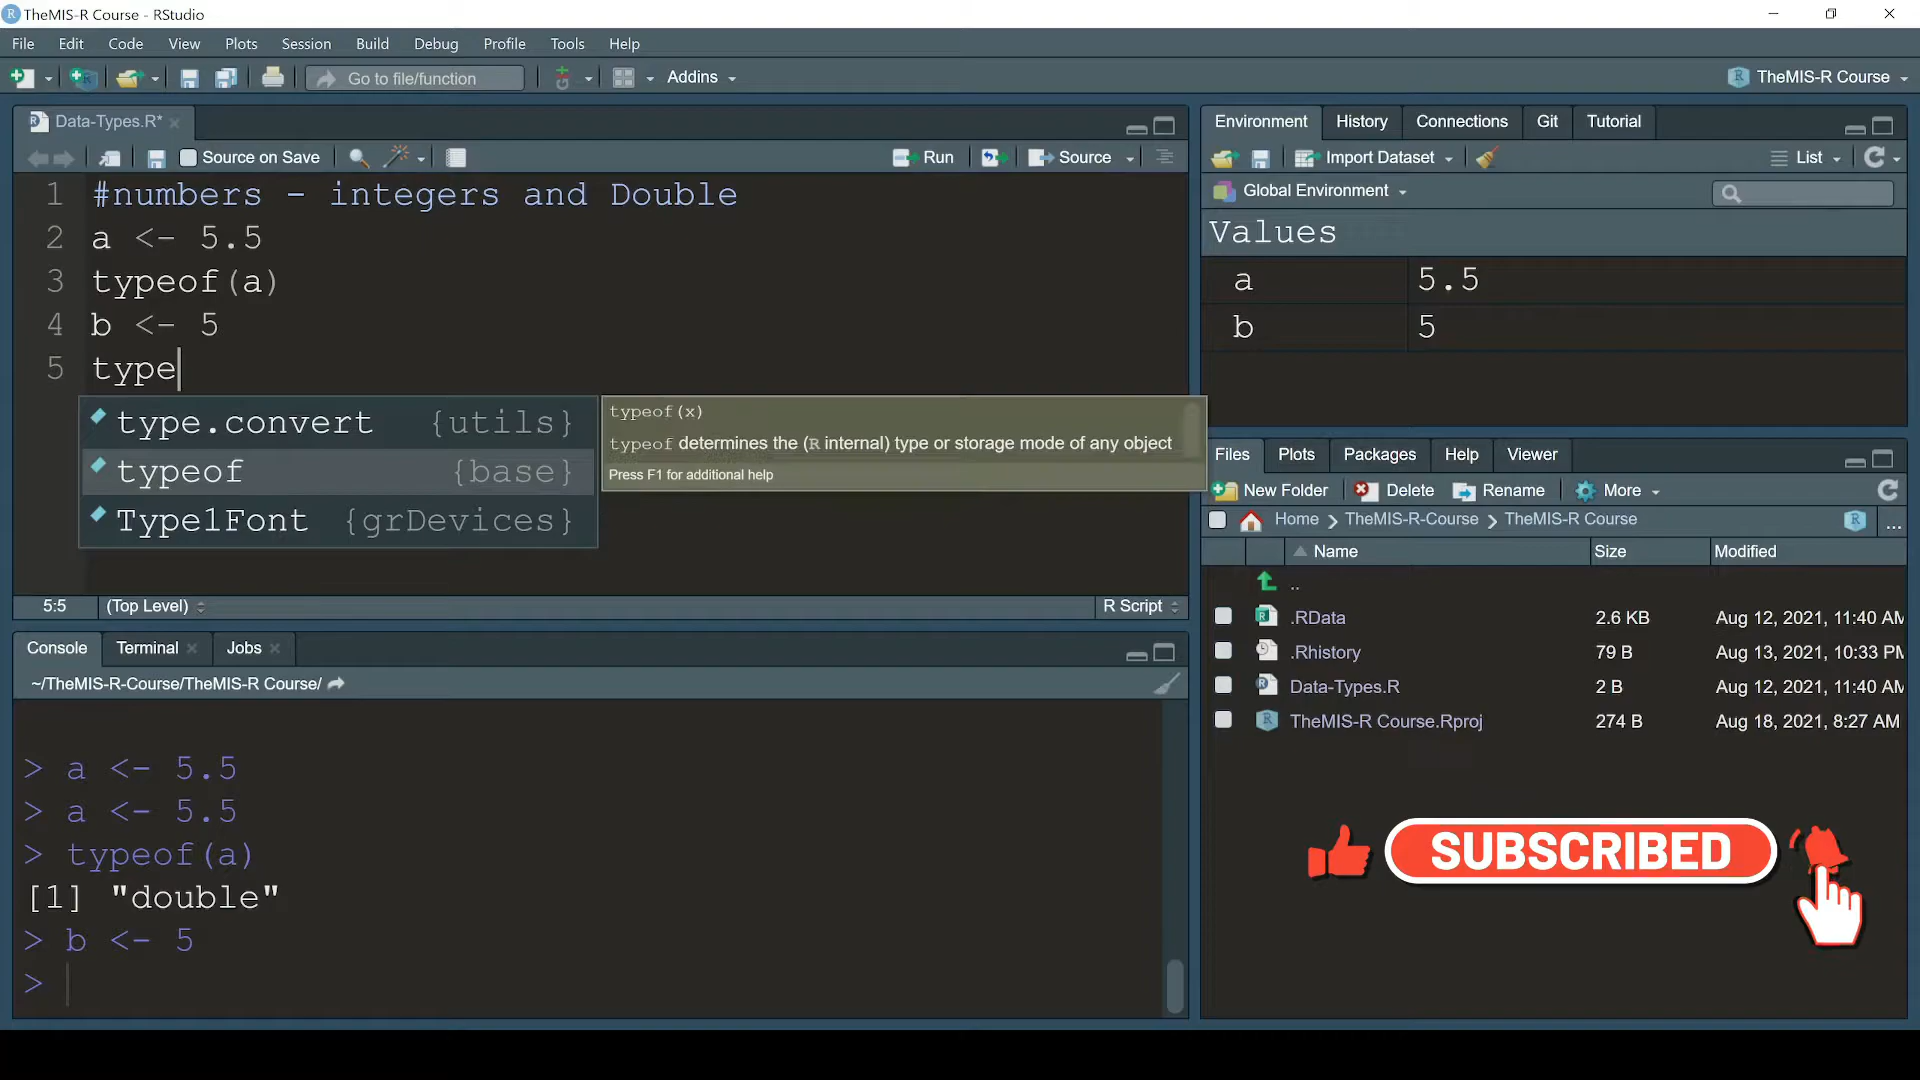 TheMIS-R Course - RStudio
File Edit Code View Plots Session Build Debug Profile Tools Help
Go to file/function Addins TheMIS-R Course
Data-Types.R*
Source on Save Run Source
1 #numbers - integers and Double
2 a <- 5.5
3 typeof(a)
4 b <- 5
5 type
type.convert {utils}
typeof {base}
Type1Font {grDevices}
typeof(x)
typeof determines the (R internal) type or storage mode of any object
Press F1 for additional help
5:5 (Top Level) R Script
Console Terminal Jobs
~/TheMIS-R-Course/TheMIS-R Course/
> a <- 5.5
> a <- 5.5
> typeof(a)
[1] "double"
> b <- 5
>
Environment History Connections Git Tutorial
Import Dataset List
Global Environment
Values
a 5.5
b 5
Files Plots Packages Help Viewer
New Folder Delete Rename More
Home TheMIS-R-Course TheMIS-R Course ...
Name Size Modified
..
.RData 2.6 KB Aug 12, 2021, 11:40 AM
.Rhistory 79 B Aug 13, 2021, 10:33 PM
Data-Types.R 2 B Aug 12, 2021, 11:40 AM
TheMIS-R Course.Rproj 274 B Aug 18, 2021, 8:27 AM
SUBSCRIBED